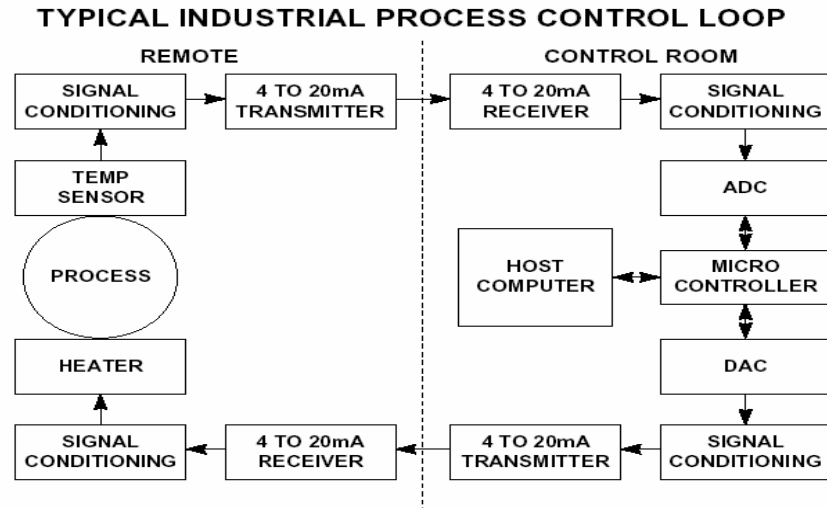 TYPICAL INDUSTRIAL PROCESS CONTROL LOOP
REMOTE
CONTROL ROOM
SIGNAL
CONDITIONING
4 TO 20mA
TRANSMITTER
4 TO 20mA
RECEIVER
SIGNAL
CONDITIONING
TEMP
SENSOR
ADC
PROCESS
HOST
COMPUTER
MICRO
CONTROLLER
HEATER
DAC
SIGNAL
CONDITIONING
4 TO 20mA
RECEIVER
4 TO 20mA
TRANSMITTER
SIGNAL
CONDITIONING